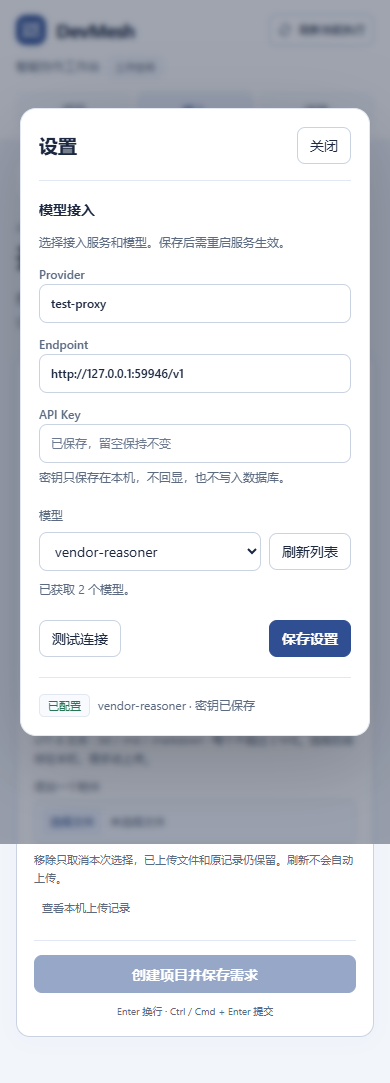 DevMesh
设置
关闭
模型接入
选择接入服务和模型。保存后需重启服务生效。
Provider
test-proxy
Endpoint
http://127.0.0.1:59946/v1
API Key
已保存，留空保持不变
密钥只保存在本机，不回显，也不写入数据库。
模型
vendor-reasoner
刷新列表
已获取 2 个模型。
测试连接
保存设置
已配置
vendor-reasoner · 密钥已保存
移除只取消本次选择，已上传文件和原记录仍保留。刷新不会自动
上传。
查看本机上传记录
创建项目并保存需求
Enter 换行 · Ctrl / Cmd + Enter 提交